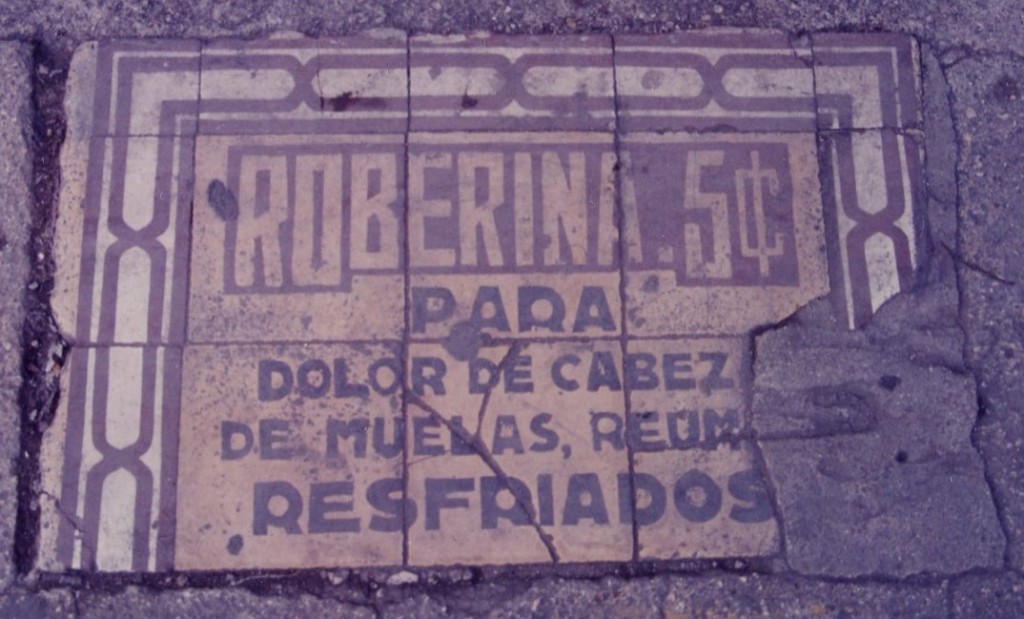 ROBERINA. 5¢
PARA
DOLOR DE CABEZ
DE MUELAS, REUM
RESFRIADOS